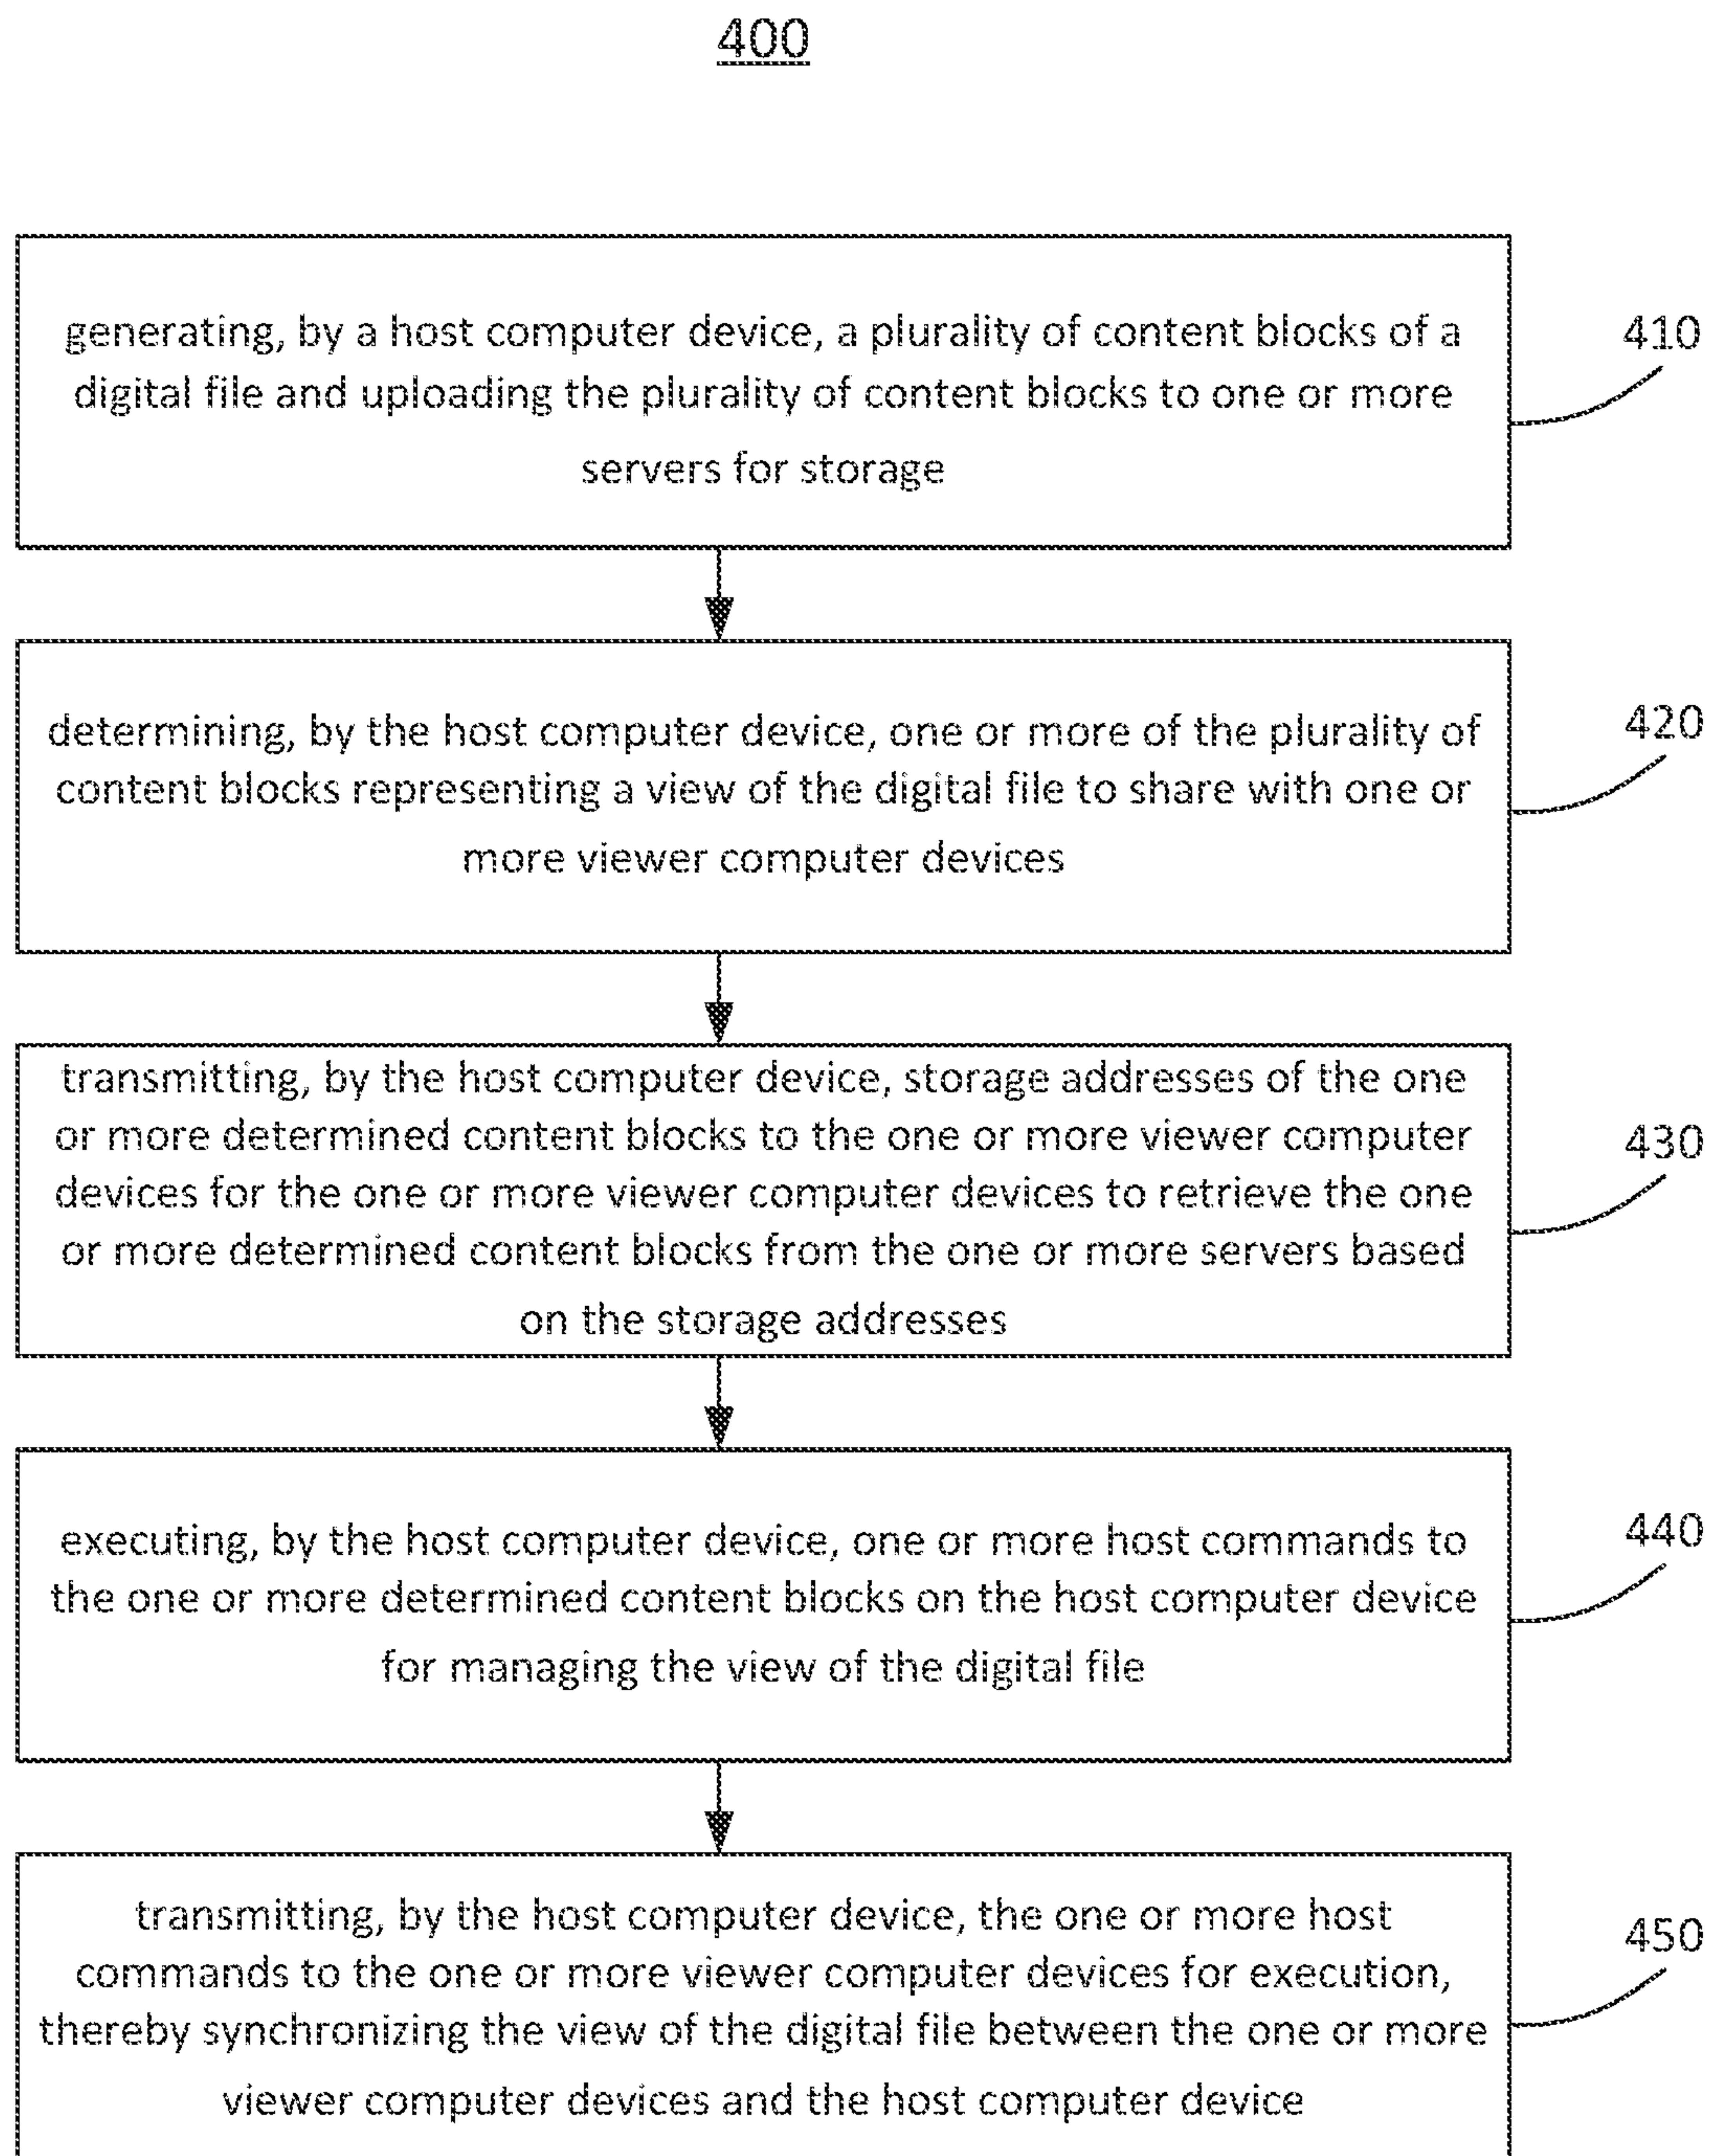 400
generating, by a host computer device, a plurality of content blocks of a
digital file and uploading the plurality of content blocks to one or more
servers for storage
410
determining, by the host computer device, one or more of the plurality of
content blocks representing a view of the digital file to share with one or
more viewer computer devices
420
transmitting, by the host computer device, storage addresses of the one
or more determined content blocks to the one or more viewer computer
devices for the one or more viewer computer devices to retrieve the one
or more determined content blocks from the one or more servers based
on the storage addresses
430
executing, by the host computer device, one or more host commands to
the one or more determined content blocks on the host computer device
for managing the view of the digital file
440
transmitting, by the host computer device, the one or more host
commands to the one or more viewer computer devices for execution,
thereby synchronizing the view of the digital file between the one or more
viewer computer devices and the host computer device
450